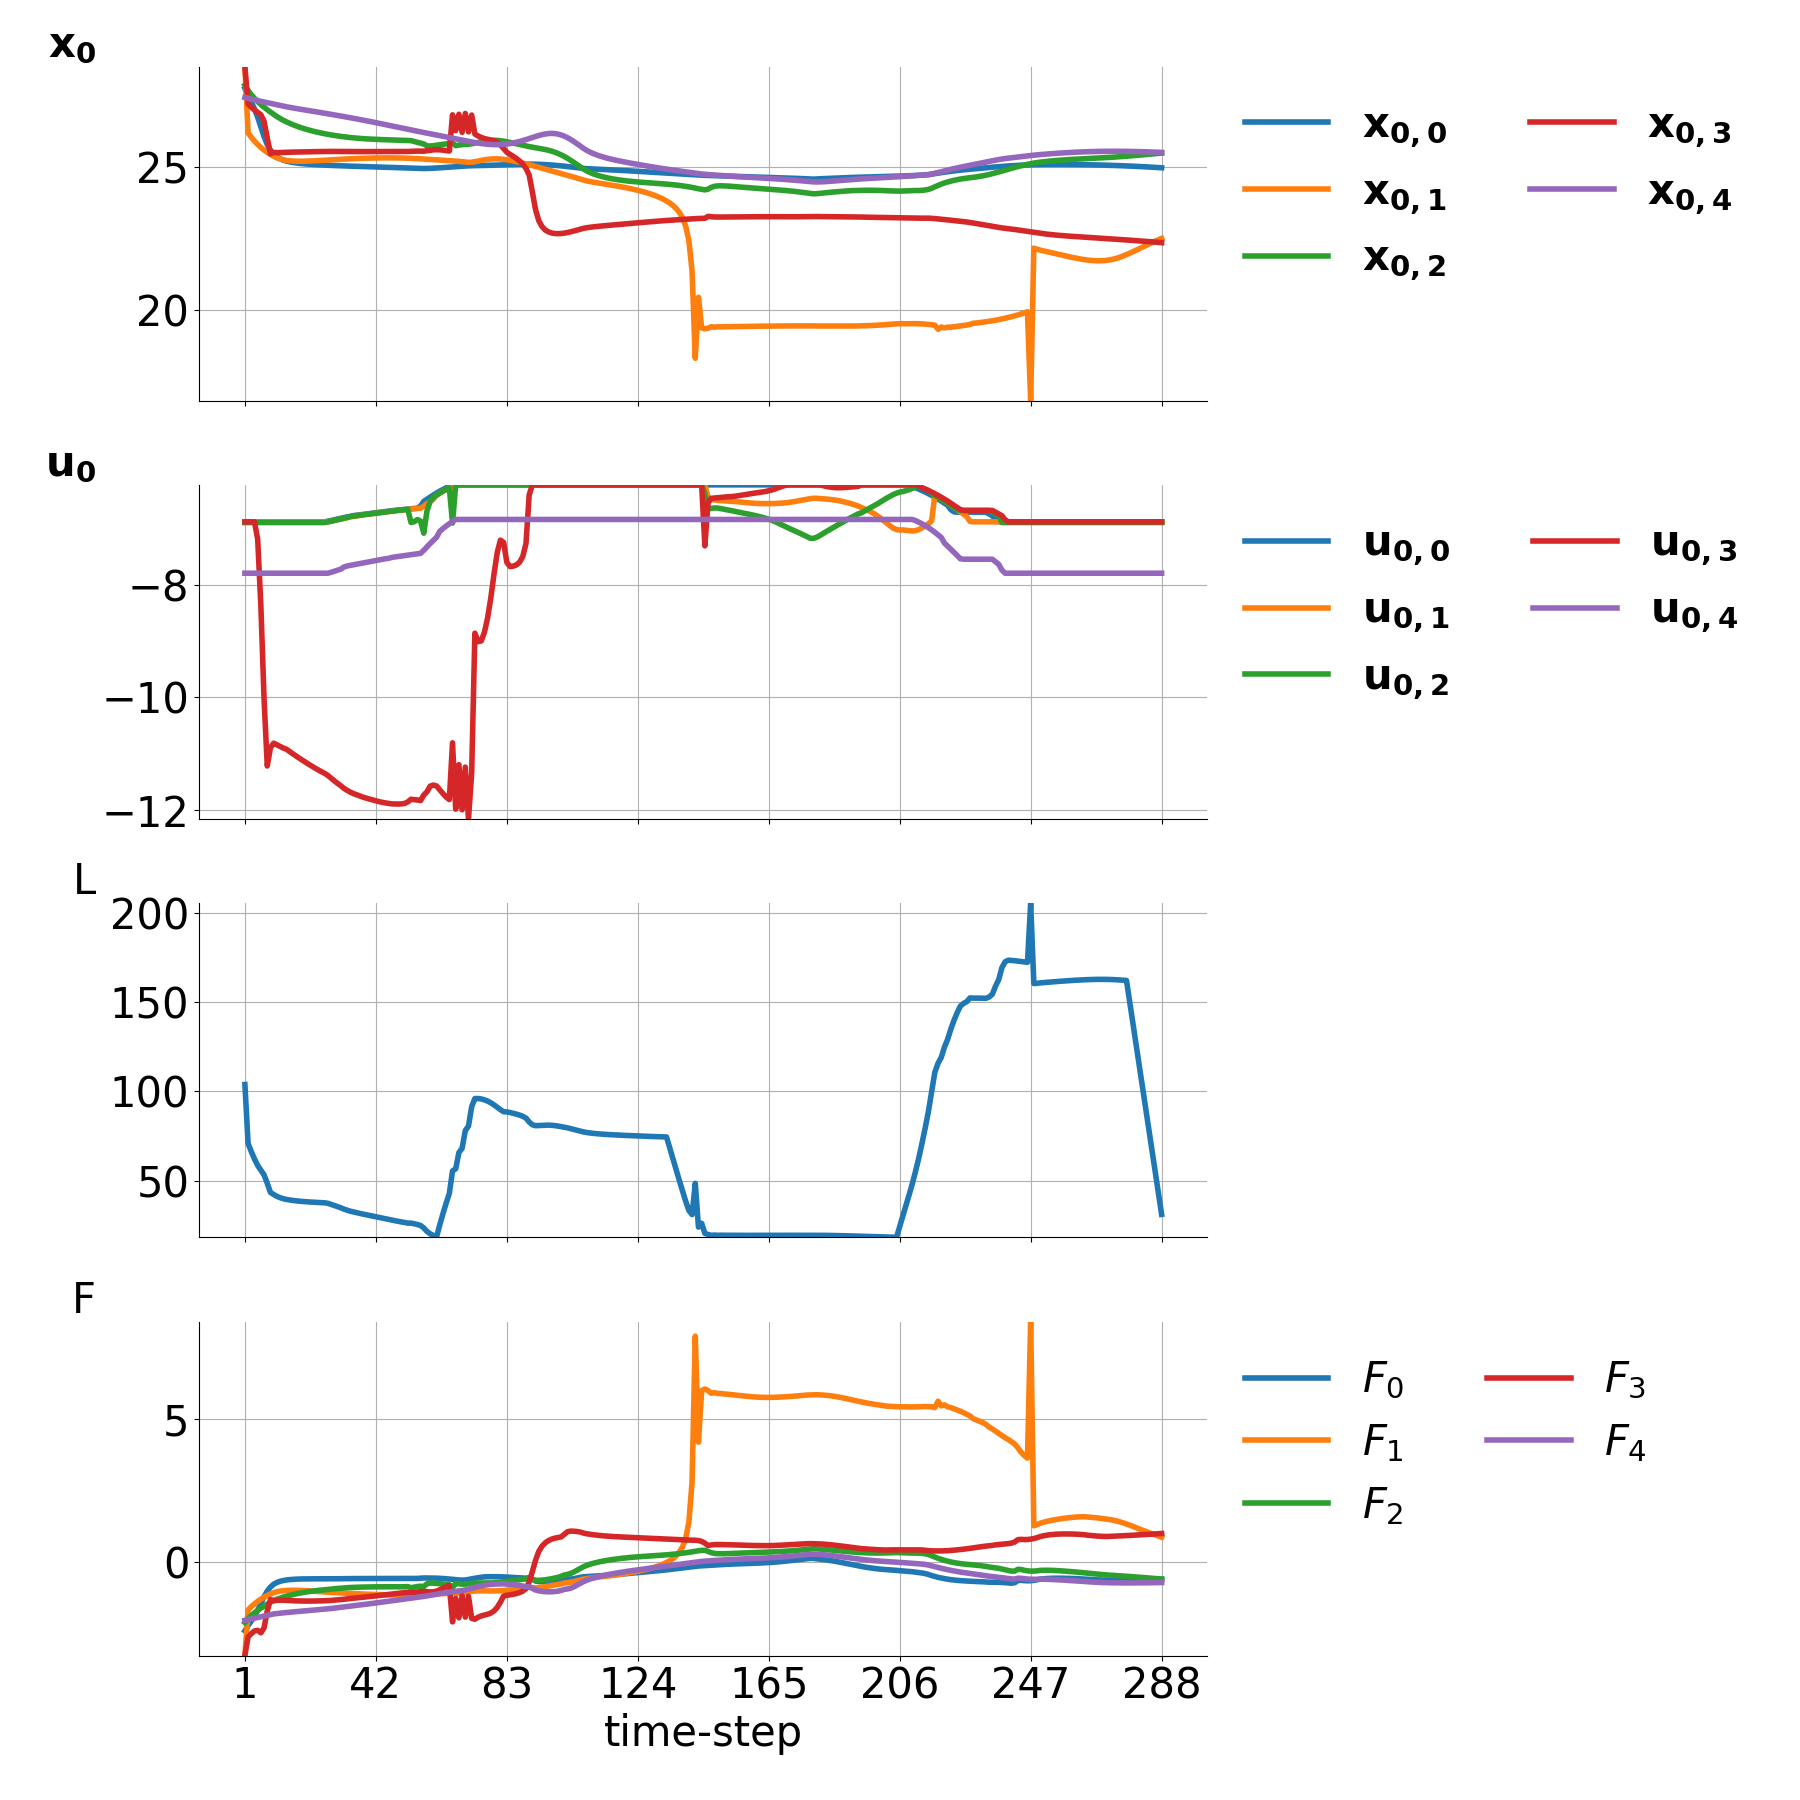 x0
25
20
x0,0 x0,3
x0,1 x0,4
x0,2
u0
−8
−10
−12
u0,0 u0,3
u0,1 u0,4
u0,2
L
200
150
100
50
F
5
0
F0 F3
F1 F4
F2
1 42 83 124 165 206 247 288
time-step